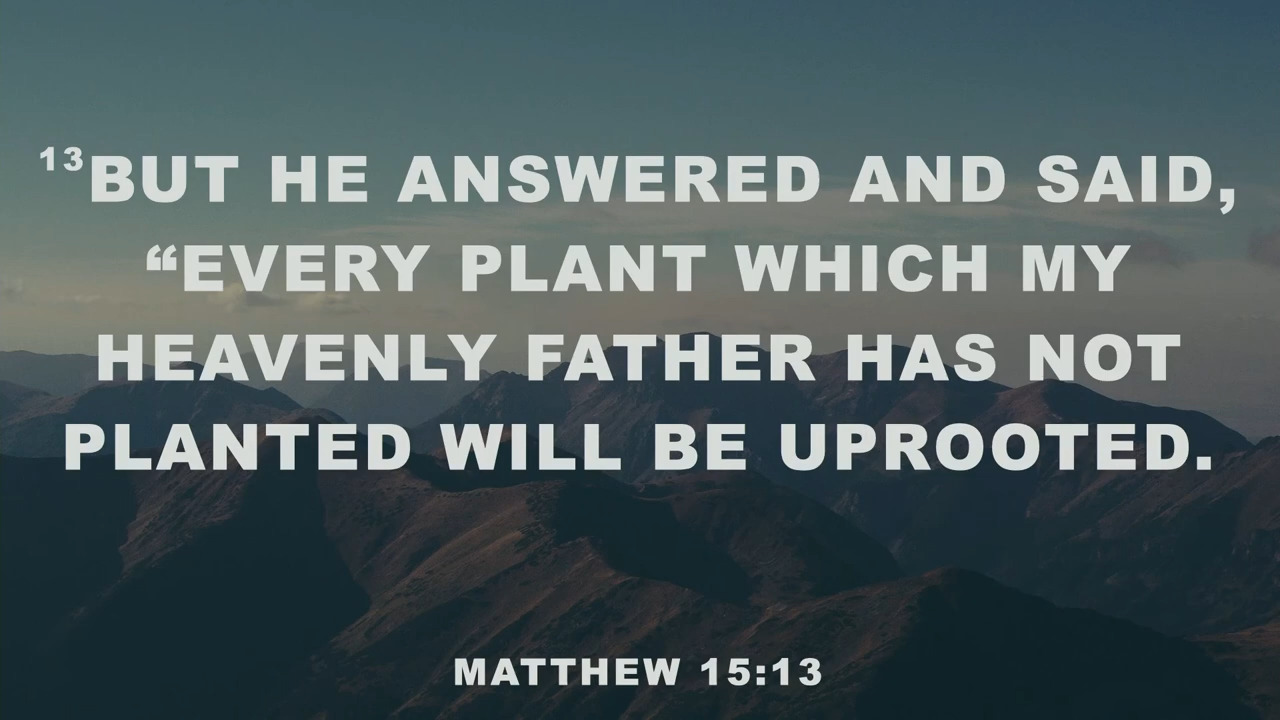 ¹³BUT HE ANSWERED AND SAID,
“EVERY PLANT WHICH MY
HEAVENLY FATHER HAS NOT
PLANTED WILL BE UPROOTED.
MATTHEW 15:13